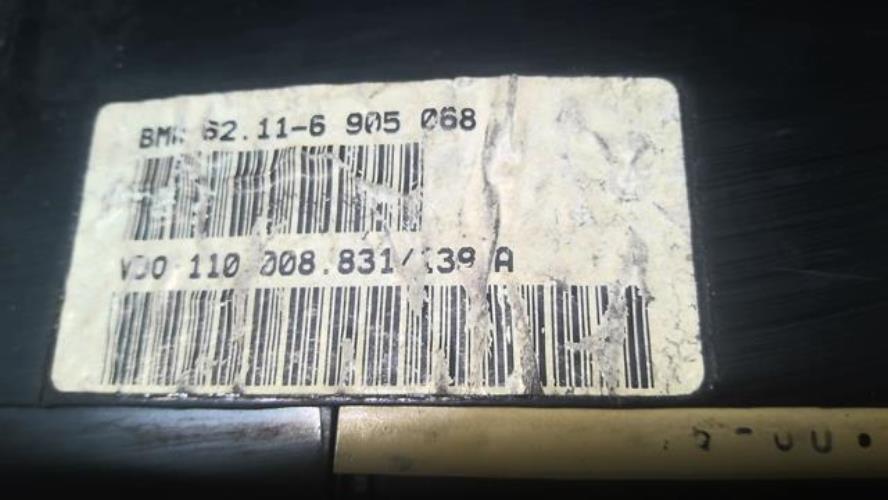 BMW 62.11-6 905 068
VDO 110 008.831/139 A